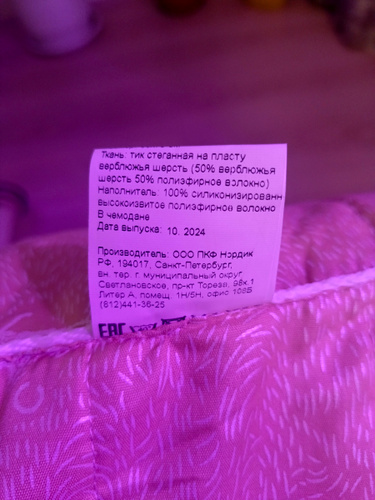 Ткань: тик стеганная на пласту
верблюжья шерсть (50% верблюжья
шерсть 50% полиэфирное волокно)
Наполнитель: 100% силиконизированн
высокоизвитое полиэфирное волокно
В чемодане
Дата выпуска: 10. 2024
Производитель: ООО ПКФ Нордик
РФ, 194017, Санкт-Петербург,
вн. тер. г. муниципальный округ
Светлановское, пр-кт Тореза, 98к.1
Литер А, помещ. 1Н/5Н, офис 106Б
(812)441-36-25
EAC